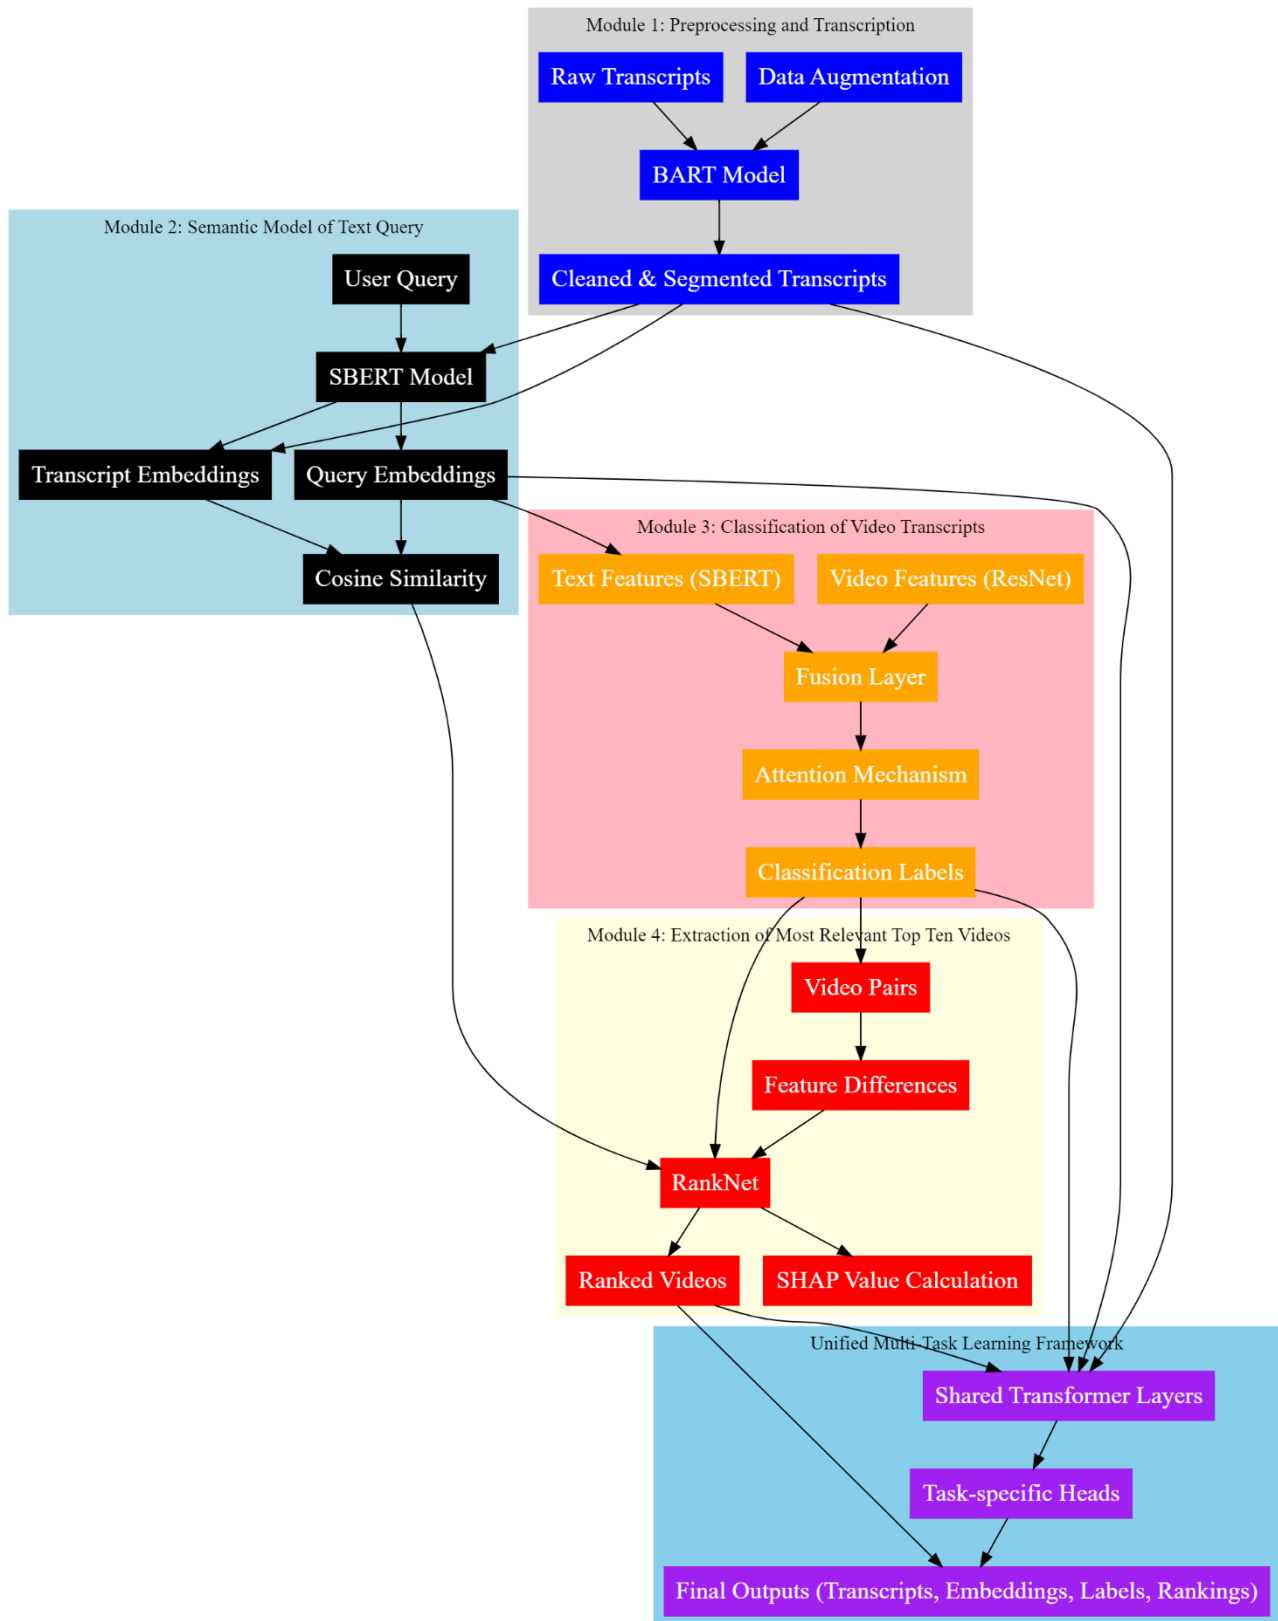 Module 1: Preprocessing and Transcription
Raw Transcripts
Data Augmentation
BART Model
Cleaned & Segmented Transcripts
Module 2: Semantic Model of Text Query
User Query
SBERT Model
Transcript Embeddings
Query Embeddings
Cosine Similarity
Module 3: Classification of Video Transcripts
Text Features (SBERT)
Video Features (ResNet)
Fusion Layer
Attention Mechanism
Classification Labels
Module 4: Extraction of Most Relevant Top Ten Videos
Video Pairs
Feature Differences
RankNet
Ranked Videos
SHAP Value Calculation
Unified Multi-Task Learning Framework
Shared Transformer Layers
Task-specific Heads
Final Outputs (Transcripts, Embeddings, Labels, Rankings)